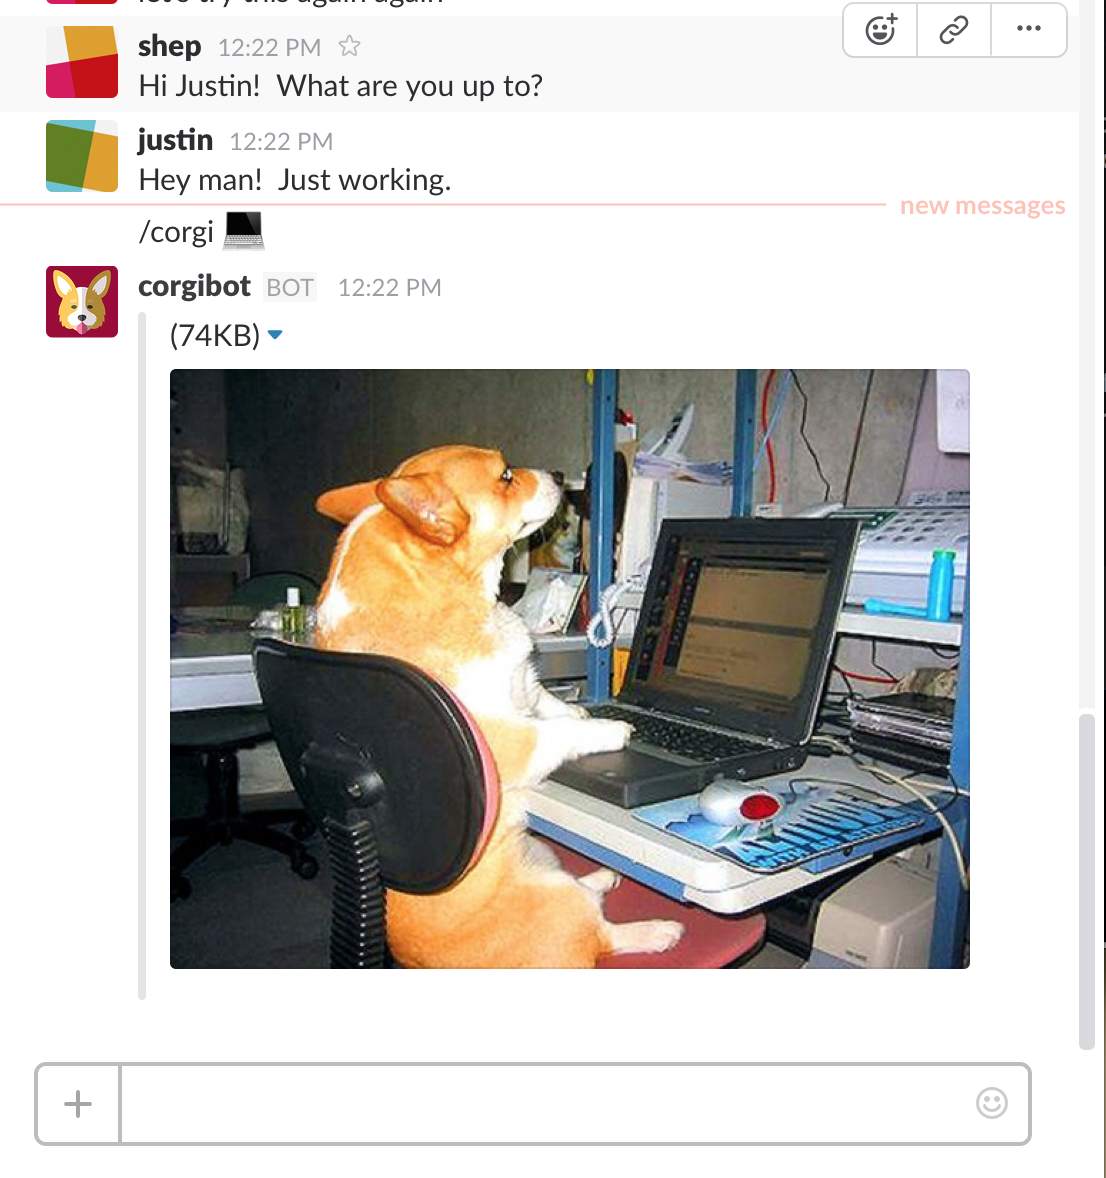 shep 12:22 PM
Hi Justin! What are you up to?
justin 12:22 PM
Hey man! Just working.
new messages
/corgi 💻
corgibot BOT 12:22 PM
(74KB)
ALTITUDE